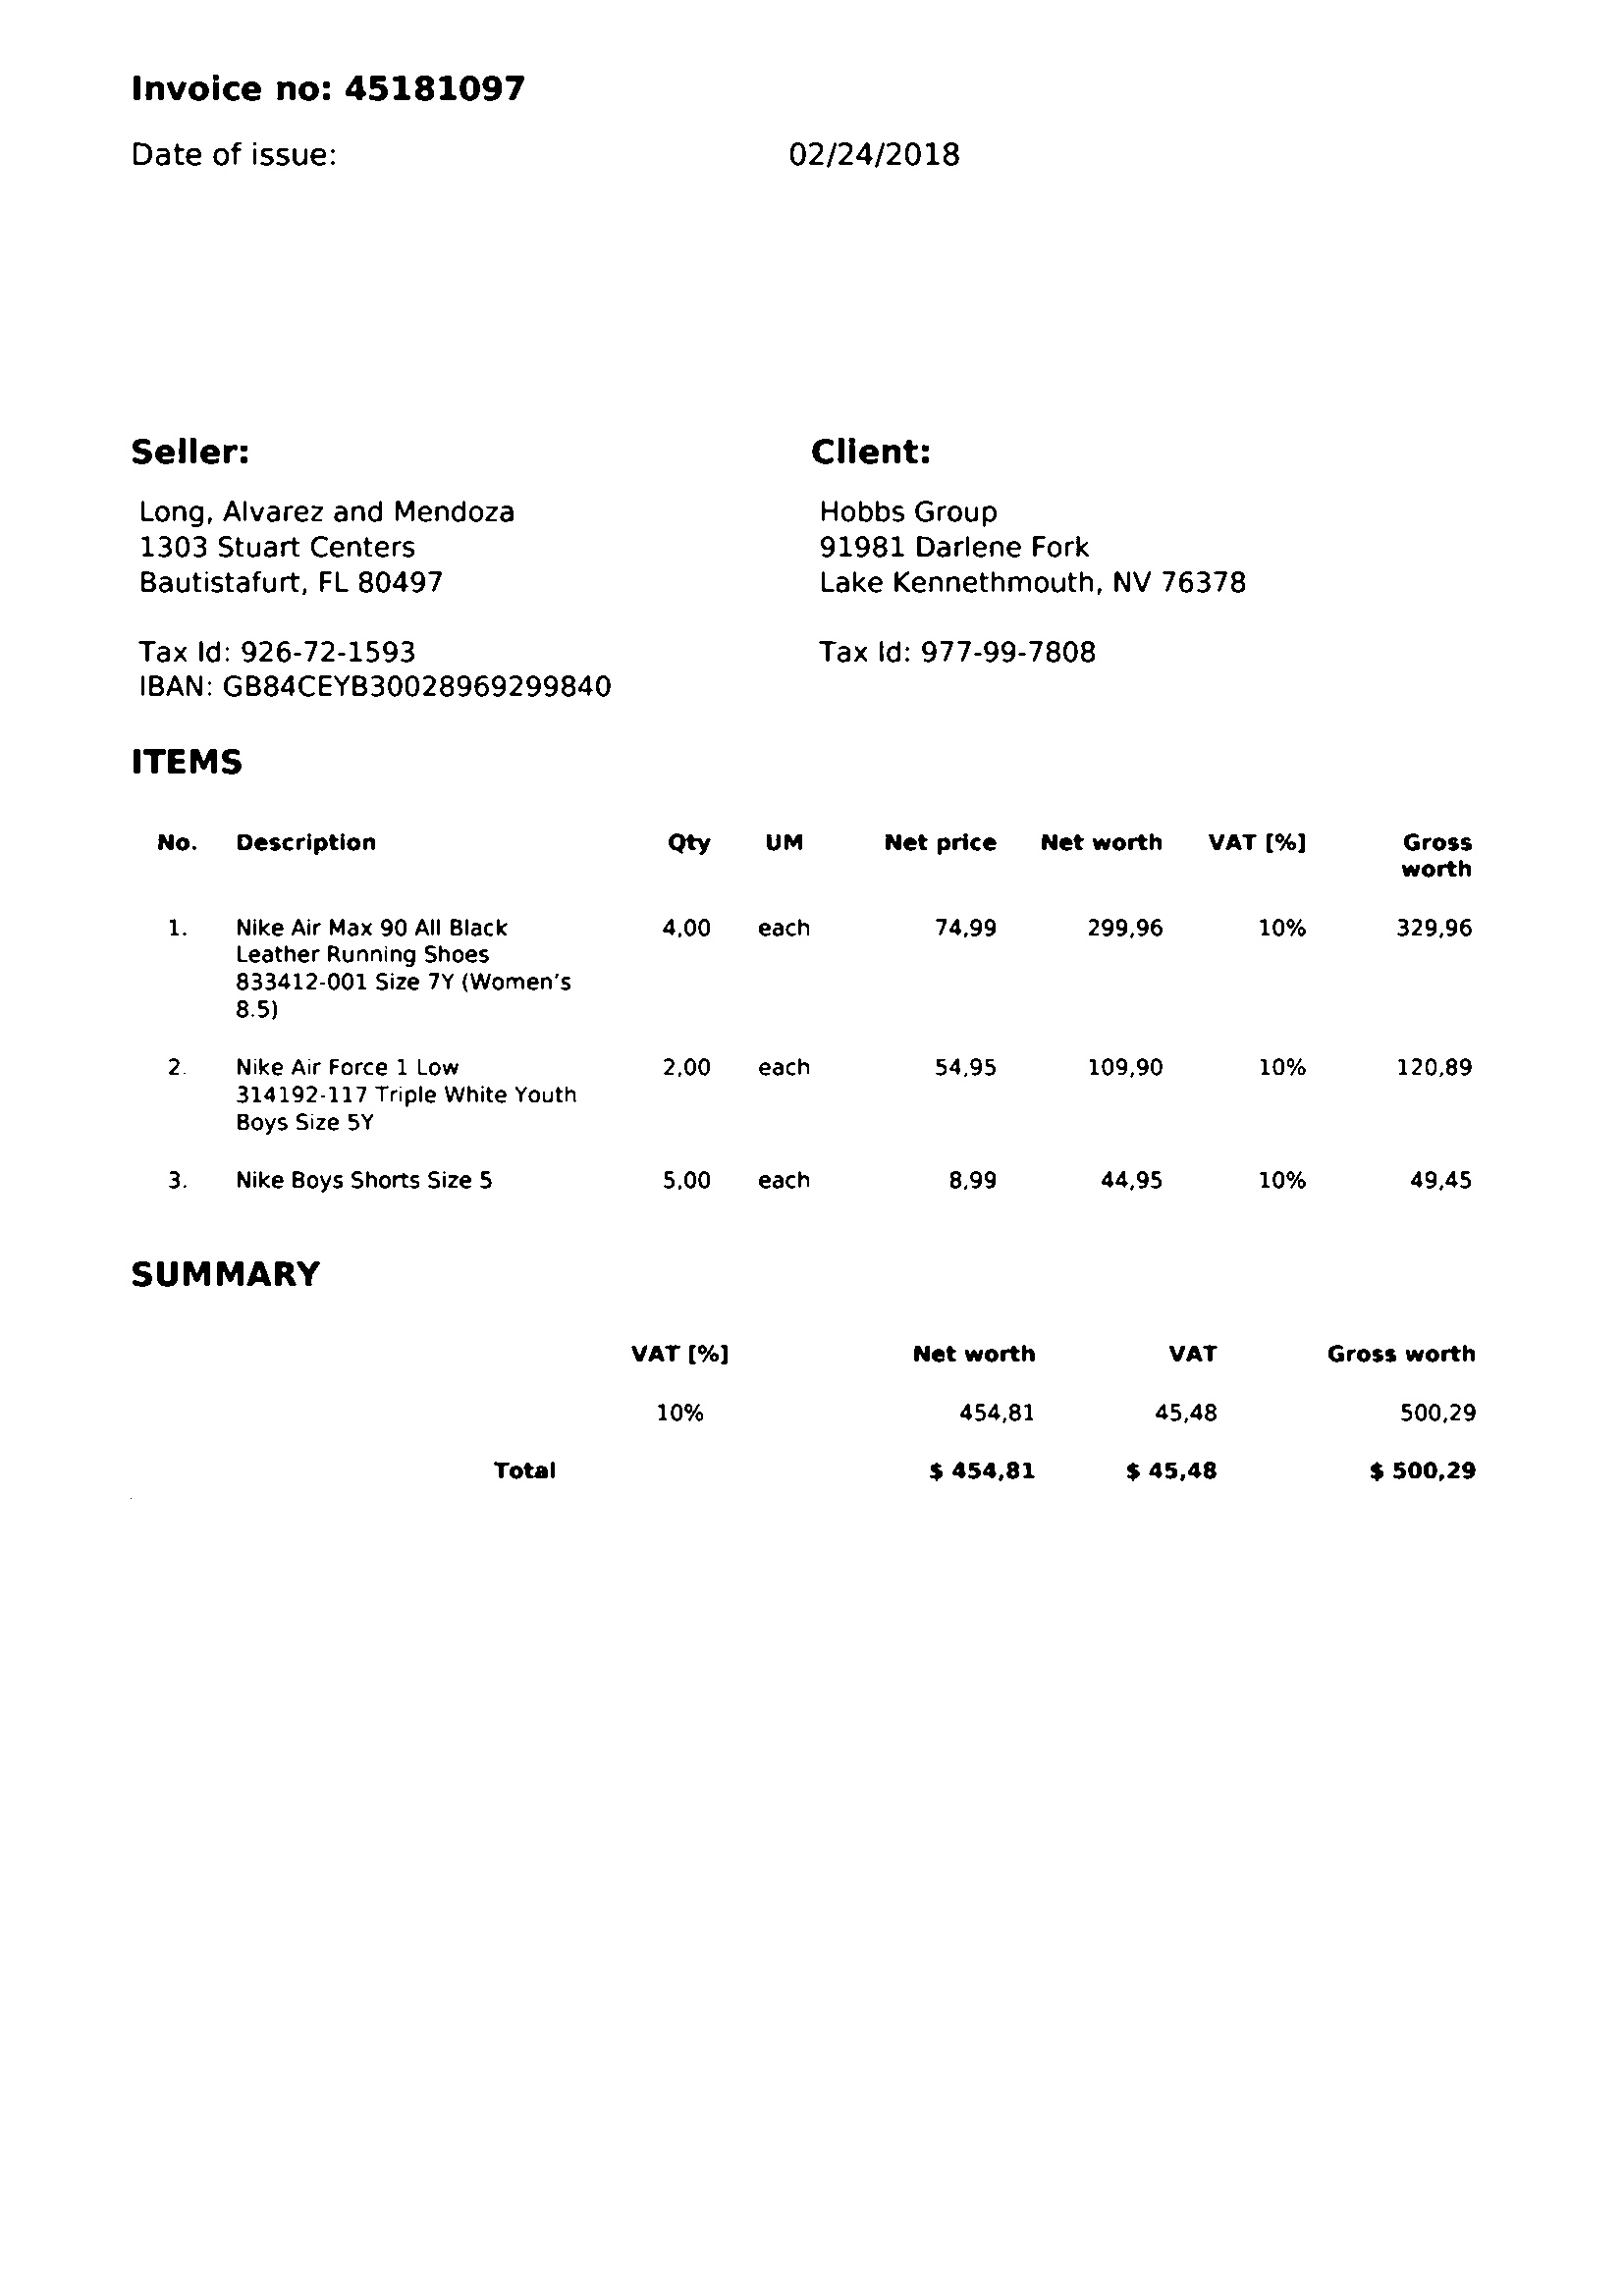 Invoice no: 45181097
Date of issue: 02/24/2018
Seller: Client:
Long, Alvarez and Mendoza Hobbs Group
1303 Stuart Centers 91981 Darlene Fork
Bautistafurt, FL 80497 Lake Kennethmouth, NV 76378
Tax Id: 926-72-1593 Tax Id: 977-99-7808
IBAN: GB84CEYB30028969299840
ITEMS
No. Description Qty UM Net price Net worth VAT [%] Gross
worth
1. Nike Air Max 90 All Black 4,00 each 74,99 299,96 10% 329,96
Leather Running Shoes
833412-001 Size 7Y (Women's
8.5)
2. Nike Air Force 1 Low 2,00 each 54,95 109,90 10% 120,89
314192-117 Triple White Youth
Boys Size 5Y
3. Nike Boys Shorts Size 5 5,00 each 8,99 44,95 10% 49,45
SUMMARY
VAT [%] Net worth VAT Gross worth
10% 454,81 45,48 500,29
Total $ 454,81 $ 45,48 $ 500,29